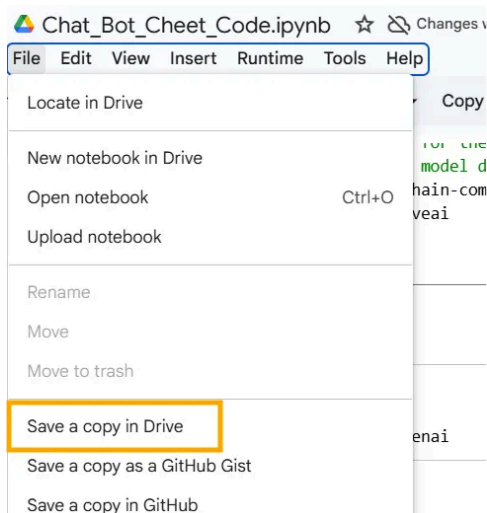 Chat_Bot_Cheet_Code.ipynb Changes
File Edit View Insert Runtime Tools Help
Locate in Drive
Copy
New notebook in Drive
for the
model d
Open notebook Ctrl+O
hain-com
veai
Upload notebook
Rename
Move
Move to trash
Save a copy in Drive
enai
Save a copy as a GitHub Gist
Save a copy in GitHub